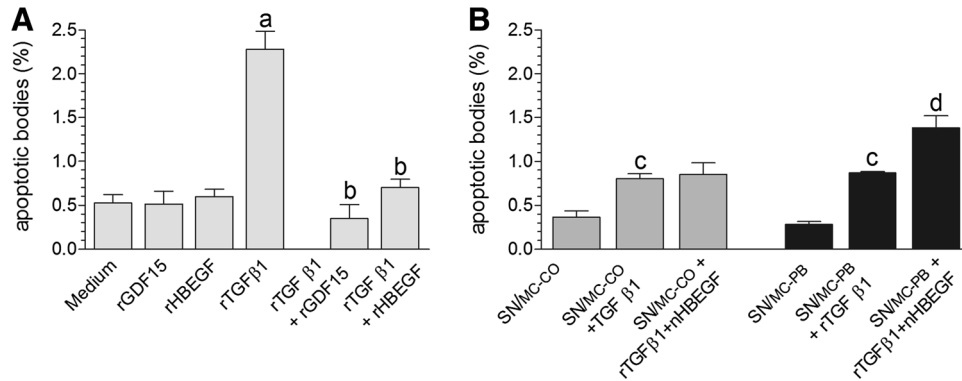 A
apoptotic bodies (%)
2.5
2.0
1.5
1.0
0.5
0.0
a
b
b
Medium
rGDF15
rHBEGF
rTGFβ1
rTGF β1
+ rGDF15
rTGF β1
+ rHBEGF
B
apoptotic bodies (%)
2.5
2.0
1.5
1.0
0.5
0.0
c
c
d
SN/MC-CO
SN/MC-CO
+TGF β1
SN/MC-CO +
rTGFβ1+nHBEGF
SN/MC-PB
SN/MC-PB
+ rTGF β1
SN/MC-PB +
rTGFβ1+nHBEGF